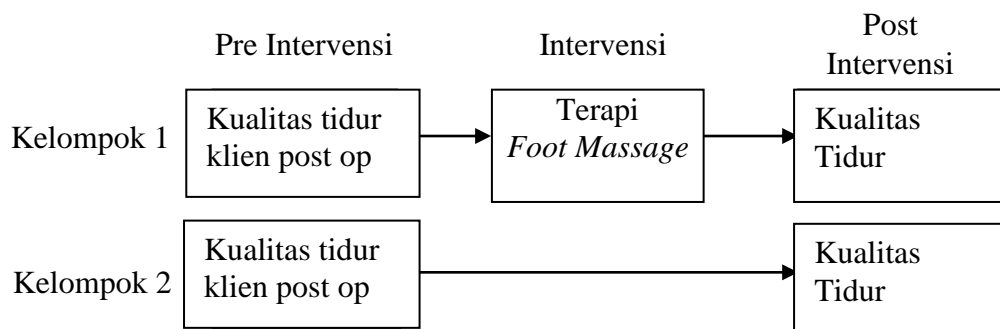 Pre Intervensi
Intervensi
Post
Intervensi
Kelompok 1
Kualitas tidur
klien post op
Terapi
Foot Massage
Kualitas
Tidur
Kelompok 2
Kualitas tidur
klien post op
Kualitas
Tidur